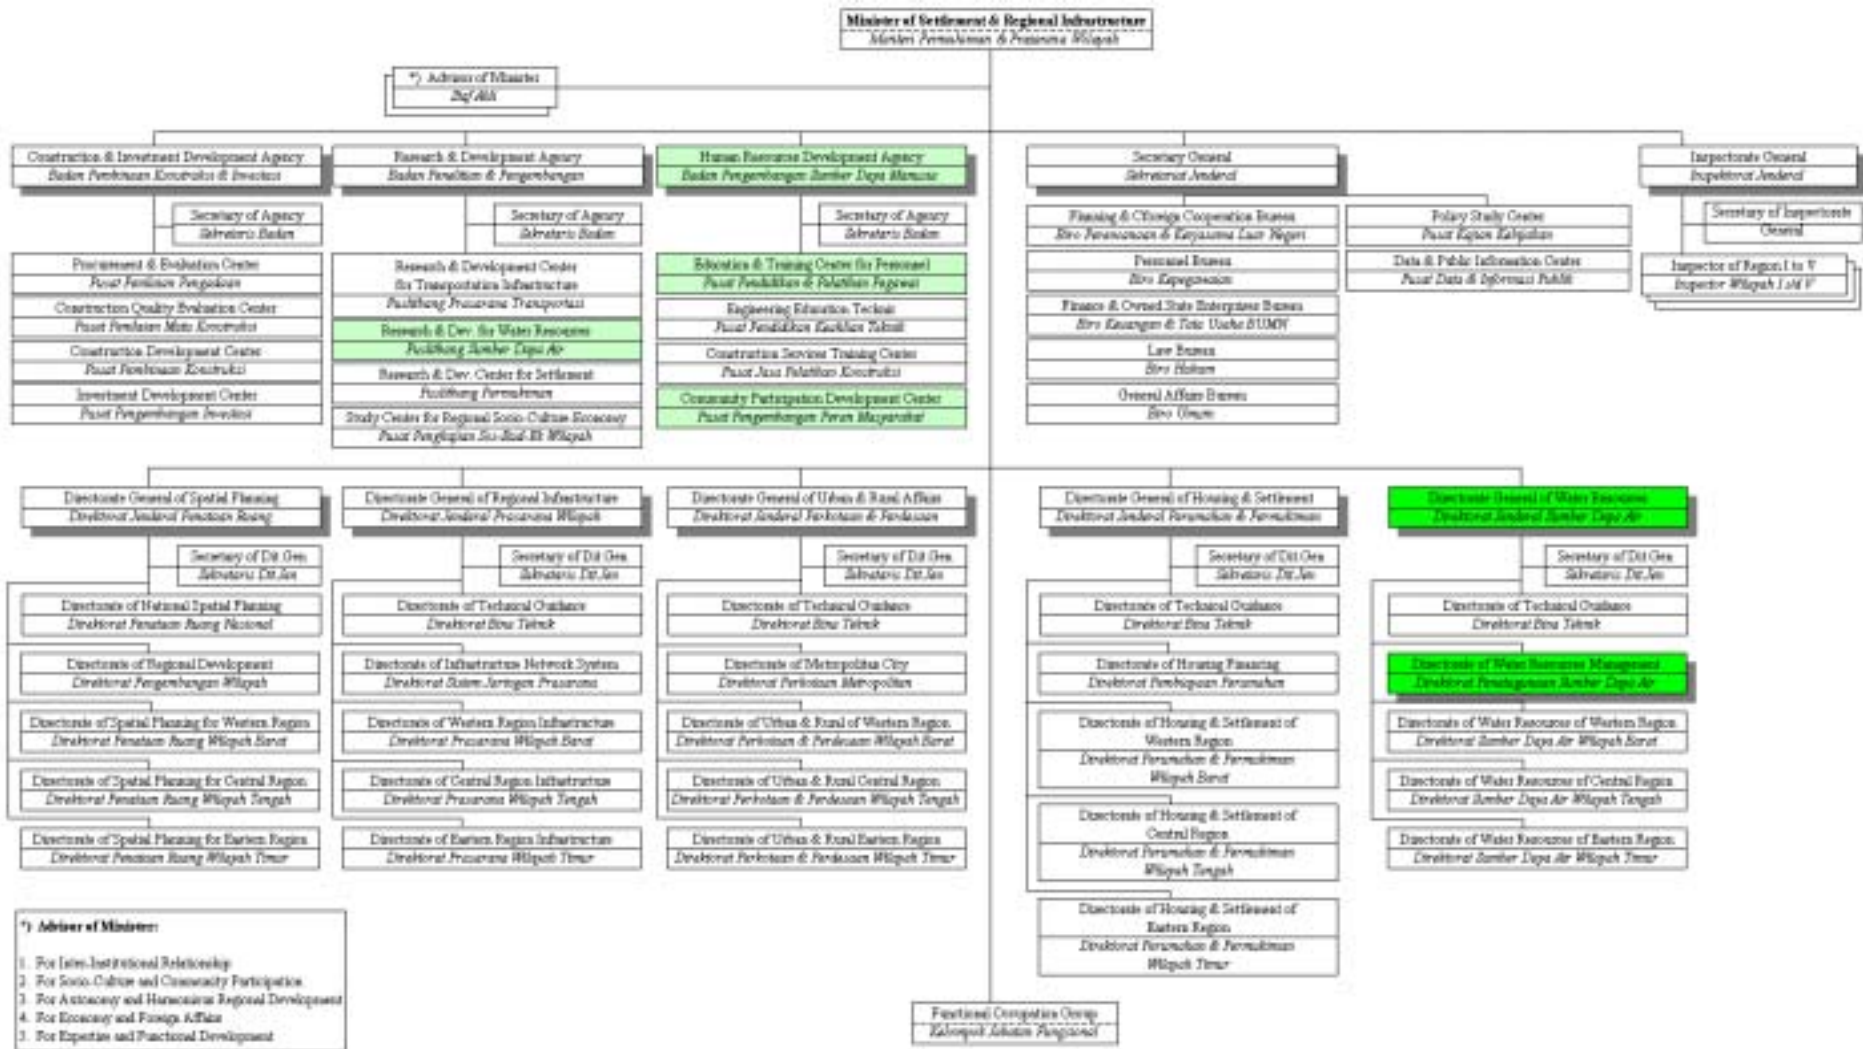 Minister of Settlement & Regional Infrastructure
Menteri Permukiman & Prasarana Wilayah
*) Advisor of Minister
Staf Ahli
Construction & Investment Development Agency
Badan Pembinaan Konstruksi & Investasi
Research & Development Agency
Badan Penelitian & Pengembangan
Human Resource Development Agency
Badan Pengembangan Sumber Daya Manusia
Secretary General
Sekretariat Jenderal
Inspectorate General
Inspektorat Jenderal
Secretary of Agency
Sekretaris Badan
Secretary of Agency
Sekretaris Badan
Secretary of Agency
Sekretaris Badan
Secretary of Inspectorate
General
Procurement & Evaluation Center
Pusat Penilaian Pengadaan
Construction Quality Evaluation Center
Pusat Penilaian Mutu Konstruksi
Construction Development Center
Pusat Pembinaan Konstruksi
Investment Development Center
Pusat Pengembangan Investasi
Research & Development Center
for Transportation Infrastructure
Puslitbang Prasarana Transportasi
Research & Dev. for Water Resources
Puslitbang Sumber Daya Air
Research & Dev. Center for Settlement
Puslitbang Permukiman
Study Center for Regional Socio-Culture-Economy
Pusat Pengkajian Sos-Bud-Ek Wilayah
Education & Training Center for Personnel
Pusat Pendidikan & Pelatihan Pegawai
Engineering Education Technic
Pusat Pendidikan Keahlian Teknik
Construction Services Training Center
Pusat Jasa Pelatihan Konstruksi
Community Participation Development Center
Pusat Pengembangan Peran Masyarakat
Cooperation Bureau
Biro Perencanaan & Kerjasama Luar Negeri
Personnel Bureau
Biro Kepegawaian
Finance & Owned State Enterprises Bureau
Biro Keuangan & Tata Usaha BUMN
Law Bureau
Biro Hukum
General Affairs Bureau
Biro Umum
Policy Study Center
Pusat Kajian Kebijakan
Data & Public Information Center
Pusat Data & Informasi Publik
Inspector of Region I to V
Inspector Wilayah I s/d V
Directorate General of Spatial Planning
Direktorat Jenderal Penataan Ruang
Secretary of Dit.Gen
Sekretaris Dit.Jen
Directorate of National Spatial Planning
Direktorat Penataan Ruang Nasional
Directorate of Regional Development
Direktorat Pengembangan Wilayah
Directorate of Spatial Planning for Western Region
Direktorat Penataan Ruang Wilayah Barat
Directorate of Spatial Planning for Central Region
Direktorat Penataan Ruang Wilayah Tengah
Directorate of Spatial Planning for Eastern Region
Direktorat Penataan Ruang Wilayah Timur
Directorate General of Regional Infrastructure
Direktorat Jenderal Prasarana Wilayah
Secretary of Dit.Gen
Sekretaris Dit.Jen
Directorate of Technical Guidance
Direktorat Bina Teknik
Directorate of Infrastructure Network System
Direktorat Sistem Jaringan Prasarana
Directorate of Western Region Infrastructure
Direktorat Prasarana Wilayah Barat
Directorate of Central Region Infrastructure
Direktorat Prasarana Wilayah Tengah
Directorate of Eastern Region Infrastructure
Direktorat Prasarana Wilayah Timur
Directorate General of Urban & Rural Affairs
Direktorat Jenderal Perkotaan & Perdesaan
Secretary of Dit.Gen
Sekretaris Dit.Jen
Directorate of Technical Guidance
Direktorat Bina Teknik
Directorate of Metropolitan City
Direktorat Perkotaan Metropolitan
Directorate of Urban & Rural of Western Region
Direktorat Perkotaan & Perdesaan Wilayah Barat
Directorate of Urban & Rural Central Region
Direktorat Perkotaan & Perdesaan Wilayah Tengah
Directorate of Urban & Rural Eastern Region
Direktorat Perkotaan & Perdesaan Wilayah Timur
Directorate General of Housing & Settlement
Direktorat Jenderal Perumahan & Permukiman
Secretary of Dit.Gen
Sekretaris Dit.Jen
Directorate of Technical Guidance
Direktorat Bina Teknik
Directorate of Housing Financing
Direktorat Pembiayaan Perumahan
Directorate of Housing & Settlement of
Western Region
Direktorat Perumahan & Permukiman
Wilayah Barat
Directorate of Housing & Settlement of
Central Region
Direktorat Perumahan & Permukiman
Wilayah Tengah
Directorate of Housing & Settlement of
Eastern Region
Direktorat Perumahan & Permukiman
Wilayah Timur
Directorate General of Water Resources
Direktorat Jenderal Sumber Daya Air
Secretary of Dit.Gen
Sekretaris Dit.Jen
Directorate of Technical Guidance
Direktorat Bina Teknik
Directorate of Water Resources Management
Direktorat Penatagunaan Sumber Daya Air
Directorate of Water Resources of Western Region
Direktorat Sumber Daya Air Wilayah Barat
Directorate of Water Resources of Central Region
Direktorat Sumber Daya Air Wilayah Tengah
Directorate of Water Resources of Eastern Region
Direktorat Sumber Daya Air Wilayah Timur
*) Advisor of Minister:
1. For Inter-Institutional Relationship
2. For Socio-Culture and Community Participation
3. For Autonomy and Harmonious Regional Development
4. For Economy and Foreign Affairs
5. For Expertise and Functional Development
Functional Occupation Group
Kelompok Jabatan Fungsional